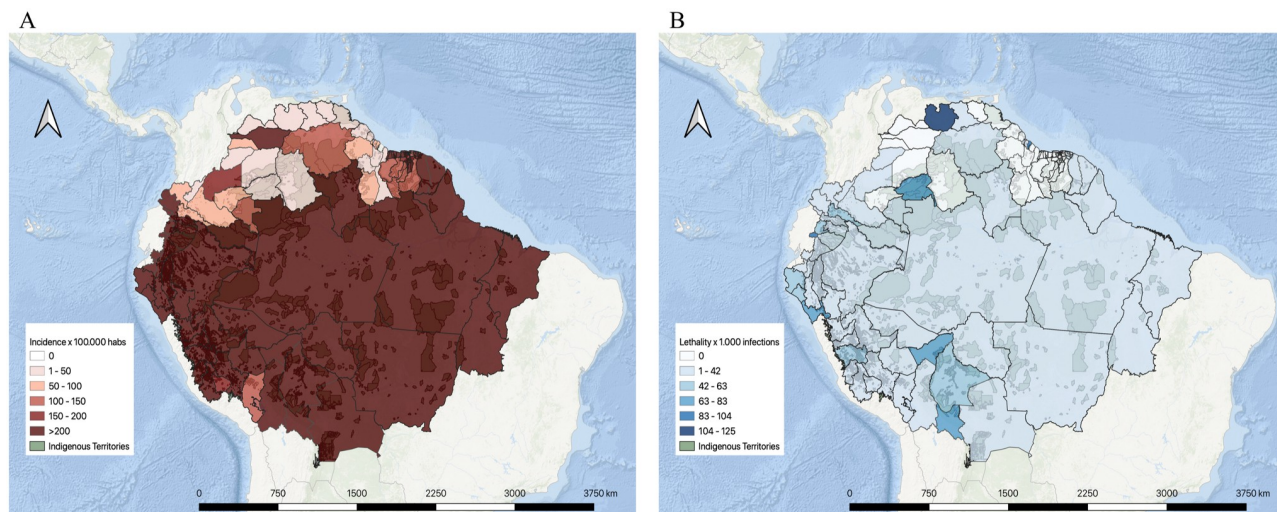 A
Incidence x 100.000 habs
0
1 - 50
50 - 100
100 - 150
150 - 200
>200
Indigenous Territories
0 750 1500 2250 3000 3750 km
B
Lethality x 1.000 infections
0
1 - 42
42 - 63
63 - 83
83 - 104
104 - 125
Indigenous Territories
0 750 1500 2250 3000 3750 km